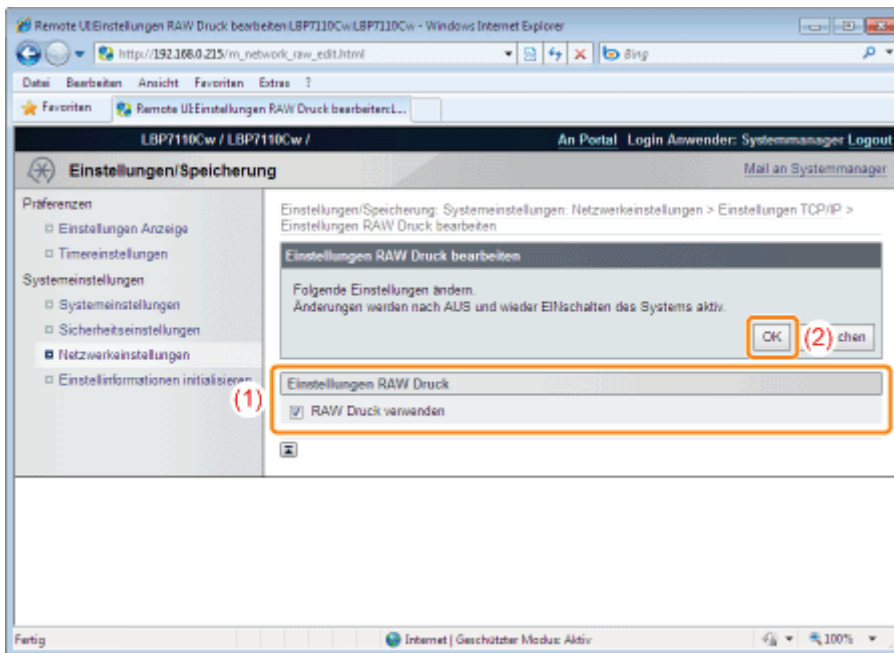 Remote UI:Einstellungen RAW Druck bearbeiten:LBP7110Cw:LBP7110Cw - Windows Internet Explorer
http://192.168.0.215/m_network_raw_edit.html
Bing
Datei Bearbeiten Ansicht Favoriten Extras ?
Favoriten Remote UI:Einstellungen RAW Druck bearbeiten:L...
LBP7110Cw / LBP7110Cw / An Portal Login Anwender: Systemmanager Logout
Einstellungen/Speicherung Mail an Systemmanager
Präferenzen
Einstellungen Anzeige
Timereinstellungen
Systemeinstellungen
Systemeinstellungen
Sicherheitseinstellungen
Netzwerkeinstellungen
Einstellinformationen initialisieren
Einstellungen/Speicherung: Systemeinstellungen: Netzwerkeinstellungen > Einstellungen TCP/IP >
Einstellungen RAW Druck bearbeiten
Einstellungen RAW Druck bearbeiten
Folgende Einstellungen ändern.
Änderungen werden nach AUS und wieder EINschalten des Systems aktiv.
OK (2) chen
(1)
Einstellungen RAW Druck
RAW Druck verwenden
Fertig Internet | Geschützter Modus: Aktiv 100%